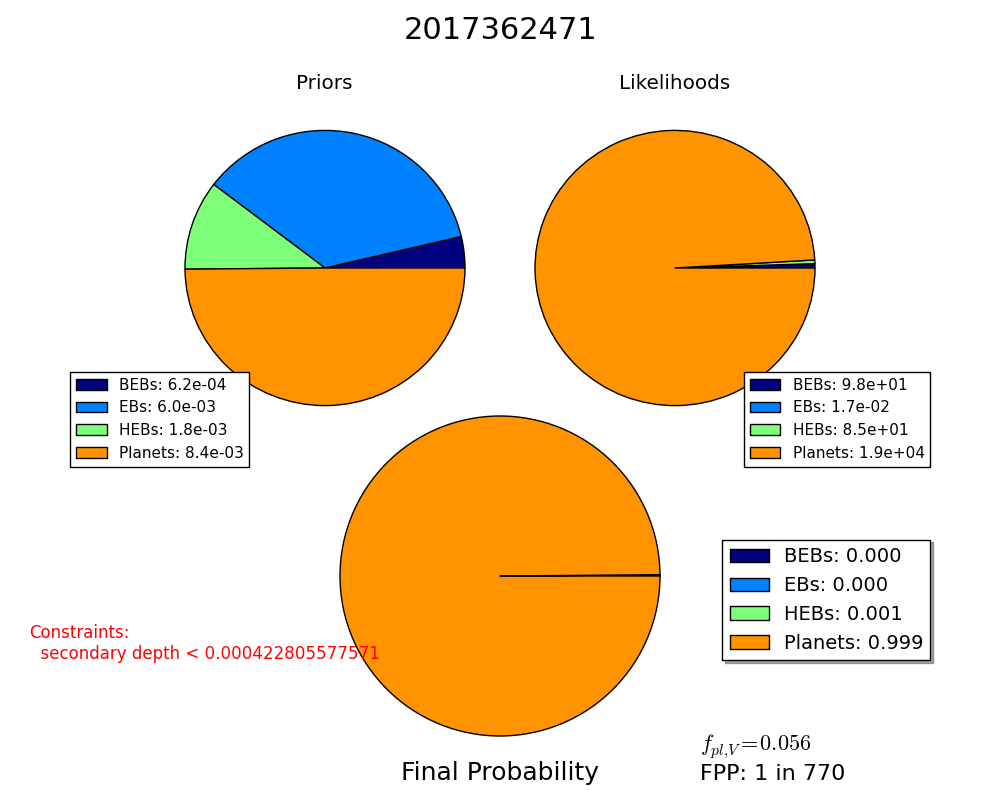 2017362471
Priors
Likelihoods
BEBs: 6.2e-04
EBs: 6.0e-03
HEBs: 1.8e-03
Planets: 8.4e-03
BEBs: 9.8e+01
EBs: 1.7e-02
HEBs: 8.5e+01
Planets: 1.9e+04
BEBs: 0.000
EBs: 0.000
HEBs: 0.001
Planets: 0.999
Constraints:
secondary depth < 0.000422805577571
f_{pl,V}=0.056
Final Probability
FPP: 1 in 770